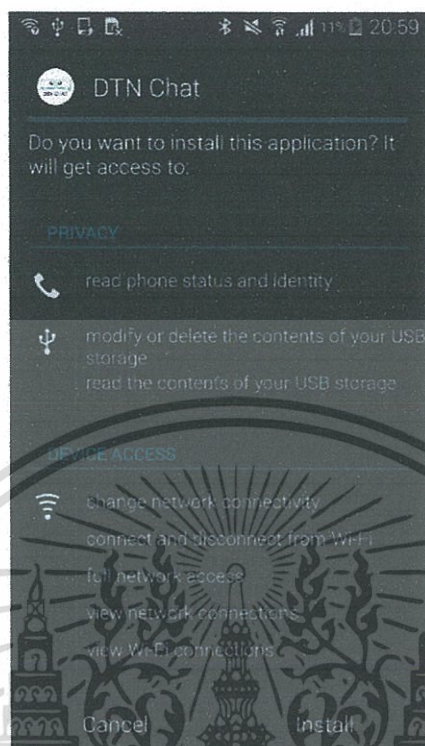 11% 20:59
DTN Chat
Do you want to install this application? It
will get access to:
PRIVACY
read phone status and identity
modify or delete the contents of your USB
storage
read the contents of your USB storage
DEVICE ACCESS
change network connectivity
connect and disconnect from Wi-Fi
full network access
view network connections
view Wi-Fi connections
Cancel
Install